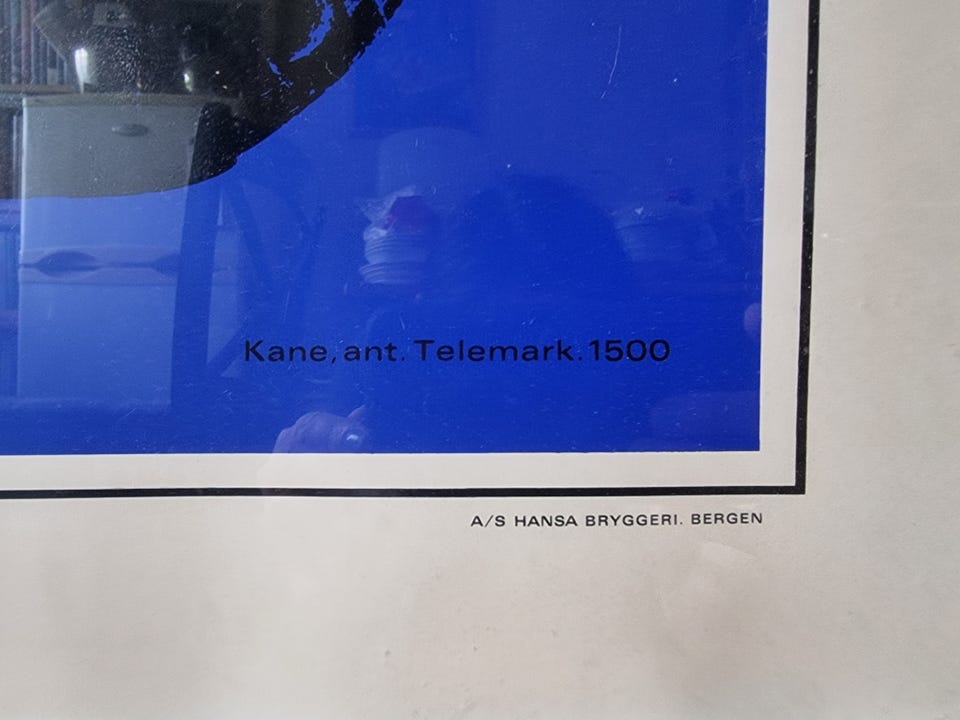 Kane, ant. Telemark. 1500
A/S HANSA BRYGGERI. BERGEN